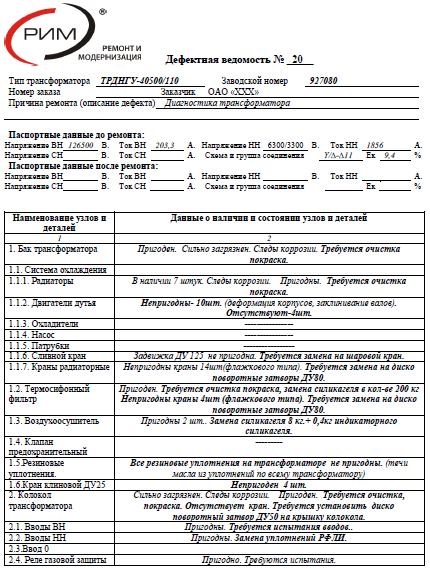 РИМ
РЕМОНТ И
МОДЕРНИЗАЦИЯ
Дефектная ведомость № 20
Тип трансформатора ТРДНГУ-40500/110 Заводской номер 927080
Номер заказа Заказчик ОАО «ХХХ»
Причина ремонта (описание дефекта) Диагностика трансформатора
Паспортные данные до ремонта:
Напряжение ВН 126500 В. Ток ВН 203,3 А. Напряжение НН 6300/3300 В. Ток НН 1856 А.
Напряжение СН В. Ток СН А. Схема и группа соединения Y/Δ-Δ11 Ек 9,4 %
Паспортные данные после ремонта:
Напряжение ВН В. Ток ВН А. Напряжение НН В. Ток НН А.
Напряжение СН В. Ток СН А. Схема и группа соединения Ек %
Наименование узлов и деталей Данные о наличии и состоянии узлов и деталей
1 2
1. Бак трансформатора Пригоден. Сильно загрязнен. Следы коррозии. Требуется очистка
покраска.
1.1. Система охлаждения
1.1.1. Радиаторы В наличии 7 штук. Следы коррозии. Пригодны. Требуется очистка
покраска.
1.1.2. Двигатели дутья Непригодны- 10шт. (деформация корпусов, заклинивание валов).
Отсутствуют-4шт.
1.1.3. Охладители ----------------
1.1.4. Насос ----------------
1.1.5. Патрубки -----------------
1.1.6. Сливной кран Задвижка ДУ 125 не пригодна. Требуется замена на шаровой кран.
1.1.7. Краны радиаторные Непригодны краны 14шт(флажкового типа). Требуется замена на диско
поворотные затворы ДУ80.
1.2. Термосифонный Пригоден. Требуется очистка покраска, замена силикагеля в кол-ве 200 кг
фильтр Непригодны краны 4шт (флажкового типа). Требуется замена на диско
поворотные затворы ДУ80.
1.3. Воздухоосушитель Пригодны 2 шт.. Замена силикагеля 8 кг.+ 0,4кг индикаторного
силикагеля.
1.4. Клапан ---------
предохранительный
1.5.Резиновые Все резиновые уплотнения на трансформаторе не пригодны. (течи
уплотнения. масла из уплотнений по всему трансформатору)
1.6.Кран клиновой ДУ25 Непригоден 4 шт.
2. Колокол Сильно загрязнен. Следы коррозии. Пригоден. Требуется очистка,
трансформатора покраска. Отсутствует кран. Требуется установить диско
поворотный затвор ДУ50 на крышку колокола.
2.1. Вводы ВН Пригодны. Требуется испытания вводов..
2.2. Вводы НН Пригодны. Замена уплотнений РФЛИ.
2.3.Ввод 0
2.4. Реле газовой защиты Пригодно. Требуются испытания.